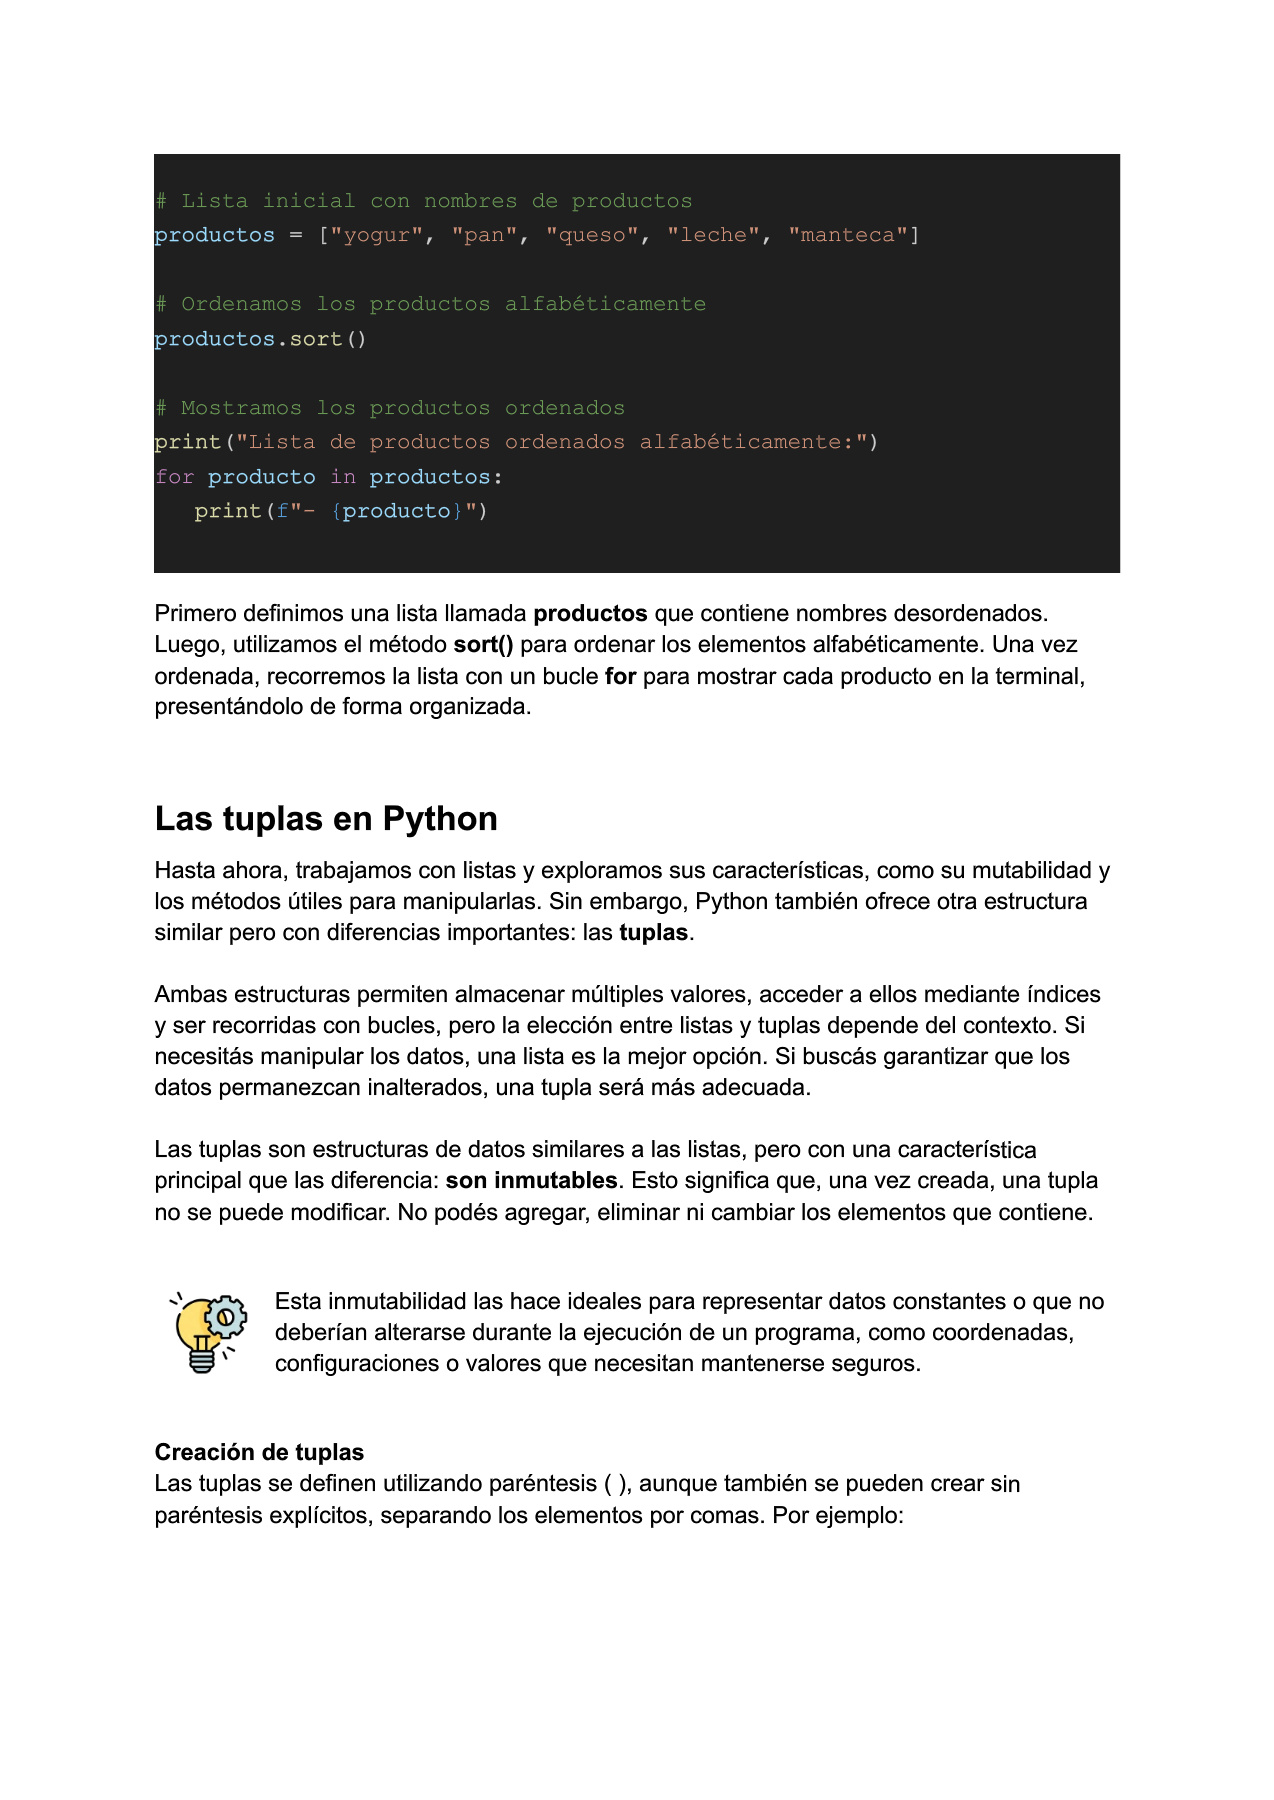 # Lista inicial con nombres de productos
productos = ["yogur", "pan", "queso", "leche", "manteca"]
# Ordenamos los productos alfabéticamente
productos.sort()
# Mostramos los productos ordenados
print("Lista de productos ordenados alfabéticamente:")
for producto in productos:
   print(f"- {producto}")
Primero definimos una lista llamada productos que contiene nombres desordenados.
Luego, utilizamos el método sort() para ordenar los elementos alfabéticamente. Una vez
ordenada, recorremos la lista con un bucle for para mostrar cada producto en la terminal,
presentándolo de forma organizada.
Las tuplas en Python
Hasta ahora, trabajamos con listas y exploramos sus características, como su mutabilidad y
los métodos útiles para manipularlas. Sin embargo, Python también ofrece otra estructura
similar pero con diferencias importantes: las tuplas.
Ambas estructuras permiten almacenar múltiples valores, acceder a ellos mediante índices
y ser recorridas con bucles, pero la elección entre listas y tuplas depende del contexto. Si
necesitás manipular los datos, una lista es la mejor opción. Si buscás garantizar que los
datos permanezcan inalterados, una tupla será más adecuada.
Las tuplas son estructuras de datos similares a las listas, pero con una característica
principal que las diferencia: son inmutables. Esto significa que, una vez creada, una tupla
no se puede modificar. No podés agregar, eliminar ni cambiar los elementos que contiene.
Esta inmutabilidad las hace ideales para representar datos constantes o que no
deberían alterarse durante la ejecución de un programa, como coordenadas,
configuraciones o valores que necesitan mantenerse seguros.
Creación de tuplas
Las tuplas se definen utilizando paréntesis ( ), aunque también se pueden crear sin
paréntesis explícitos, separando los elementos por comas. Por ejemplo: